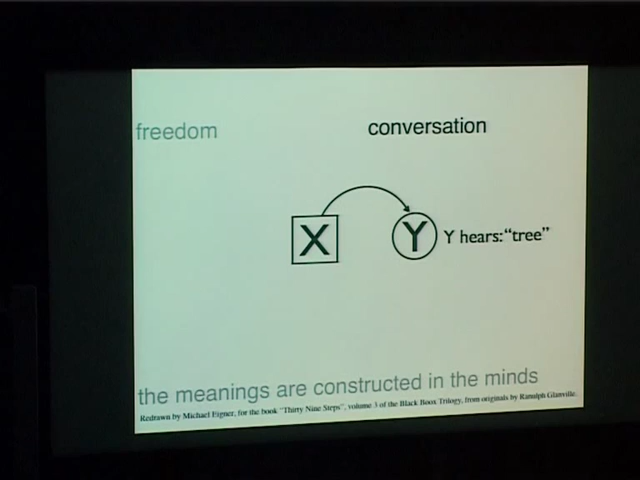 freedom
conversation
X
Y
Y hears:“tree”
the meanings are constructed in the minds
Redrawn by Michael Eigner, for the book “Thirty Nine Steps”, volume 3 of the Black Boox Trilogy, from originals by Ranulph Glanville.